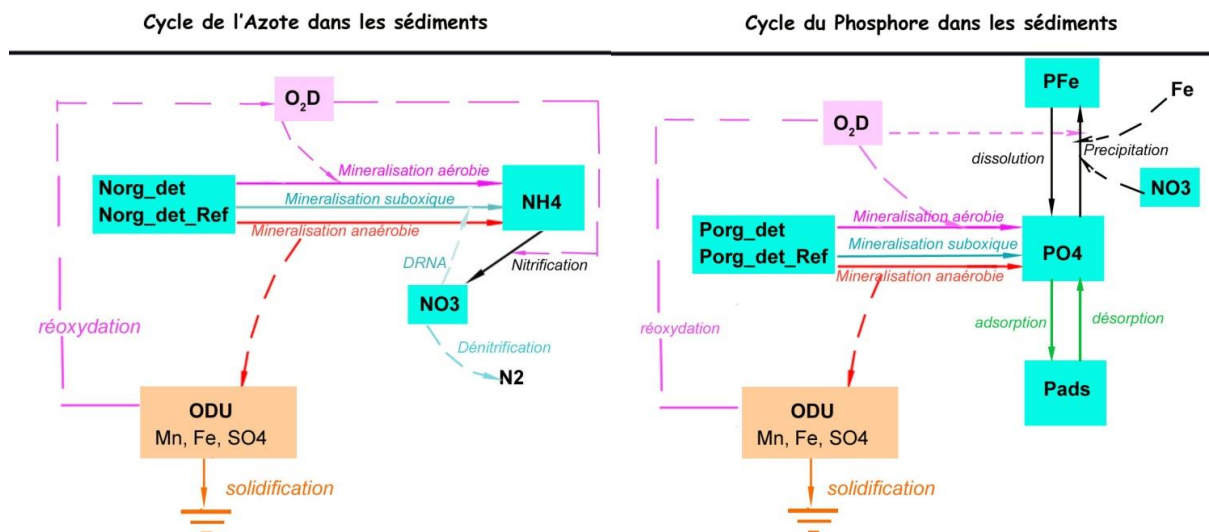 Cycle de l'Azote dans les sédiments
O2D
Mineralisation aérobie
Norg_det
Norg_det_Ref
Mineralisation suboxique
Mineralisation anaérobie
NH4
DRNA
Nitrification
NO3
réoxydation
Dénitrification
N2
ODU
Mn, Fe, SO4
solidification
Cycle du Phosphore dans les sédiments
PFe
Fe
O2D
dissolution
Precipitation
NO3
Mineralisation aérobie
Porg_det
Porg_det_Ref
Mineralisation suboxique
Mineralisation anaérobie
PO4
réoxydation
adsorption
désorption
Pads
ODU
Mn, Fe, SO4
solidification